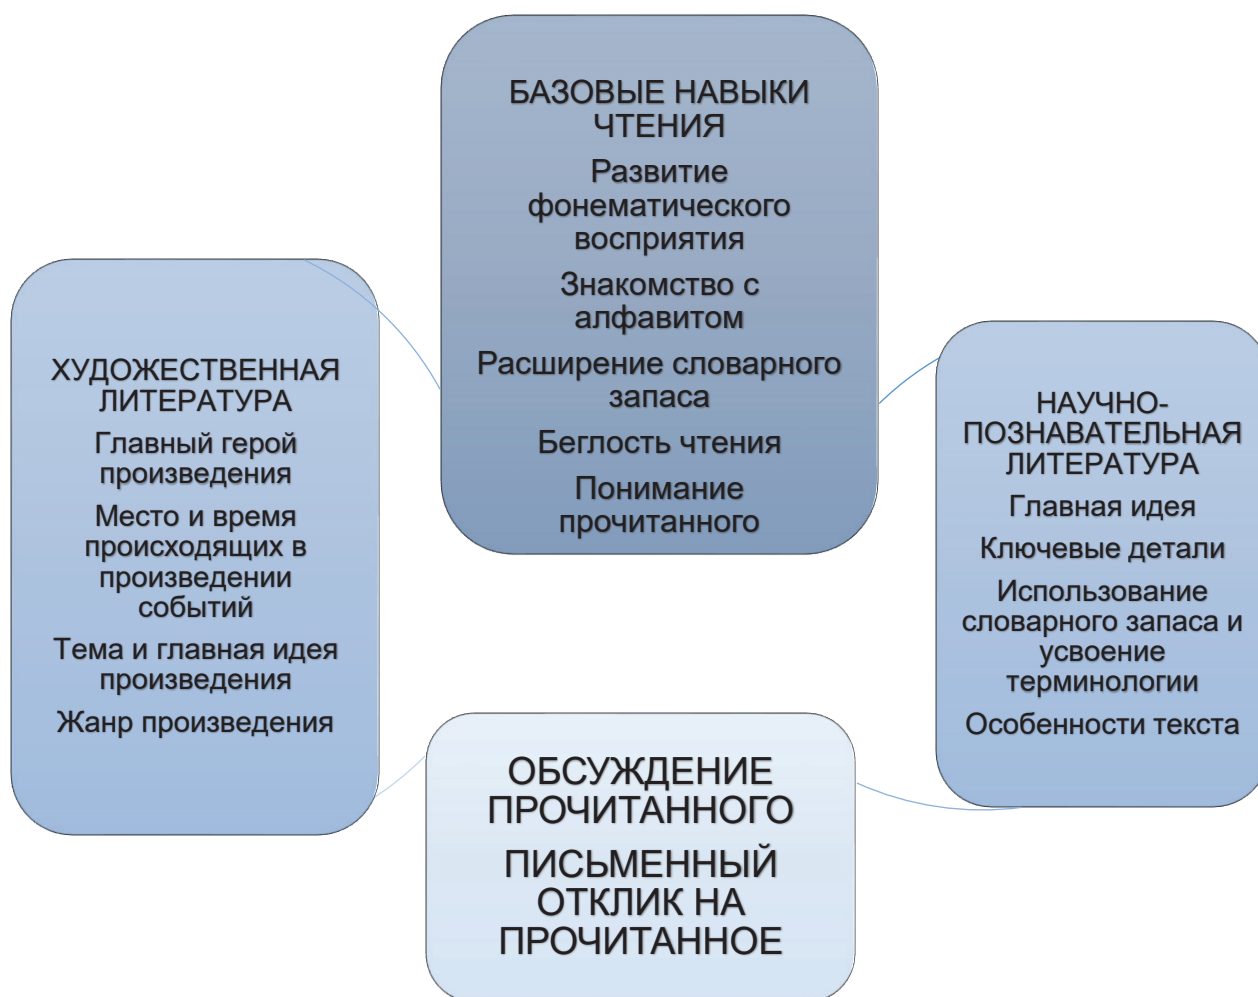 БАЗОВЫЕ НАВЫКИ
ЧТЕНИЯ
Развитие
фонематического
восприятия
Знакомство с
алфавитом
Расширение словарного
запаса
Беглость чтения
Понимание
прочитанного
ХУДОЖЕСТВЕННАЯ
ЛИТЕРАТУРА
Главный герой
произведения
Место и время
происходящих в
произведении
событий
Тема и главная идея
произведения
Жанр произведения
НАУЧНО-
ПОЗНАВАТЕЛЬНАЯ
ЛИТЕРАТУРА
Главная идея
Ключевые детали
Использование
словарного запаса и
усвоение
терминологии
Особенности текста
ОБСУЖДЕНИЕ
ПРОЧИТАННОГО
ПИСЬМЕННЫЙ
ОТКЛИК НА
ПРОЧИТАННОЕ